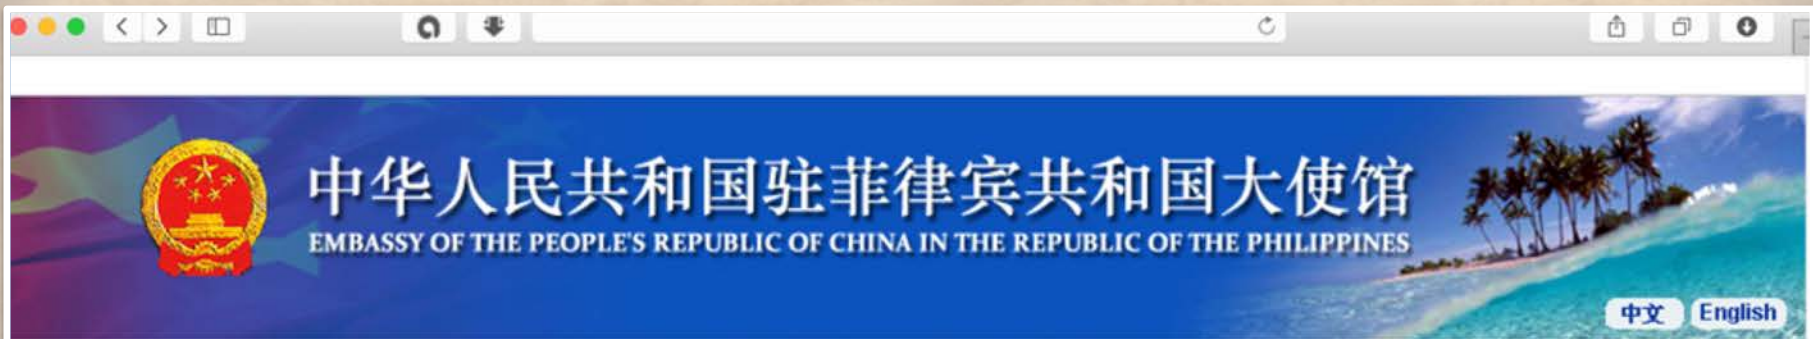 中华人民共和国驻菲律宾共和国大使馆
EMBASSY OF THE PEOPLE'S REPUBLIC OF CHINA IN THE REPUBLIC OF THE PHILIPPINES
中文 English